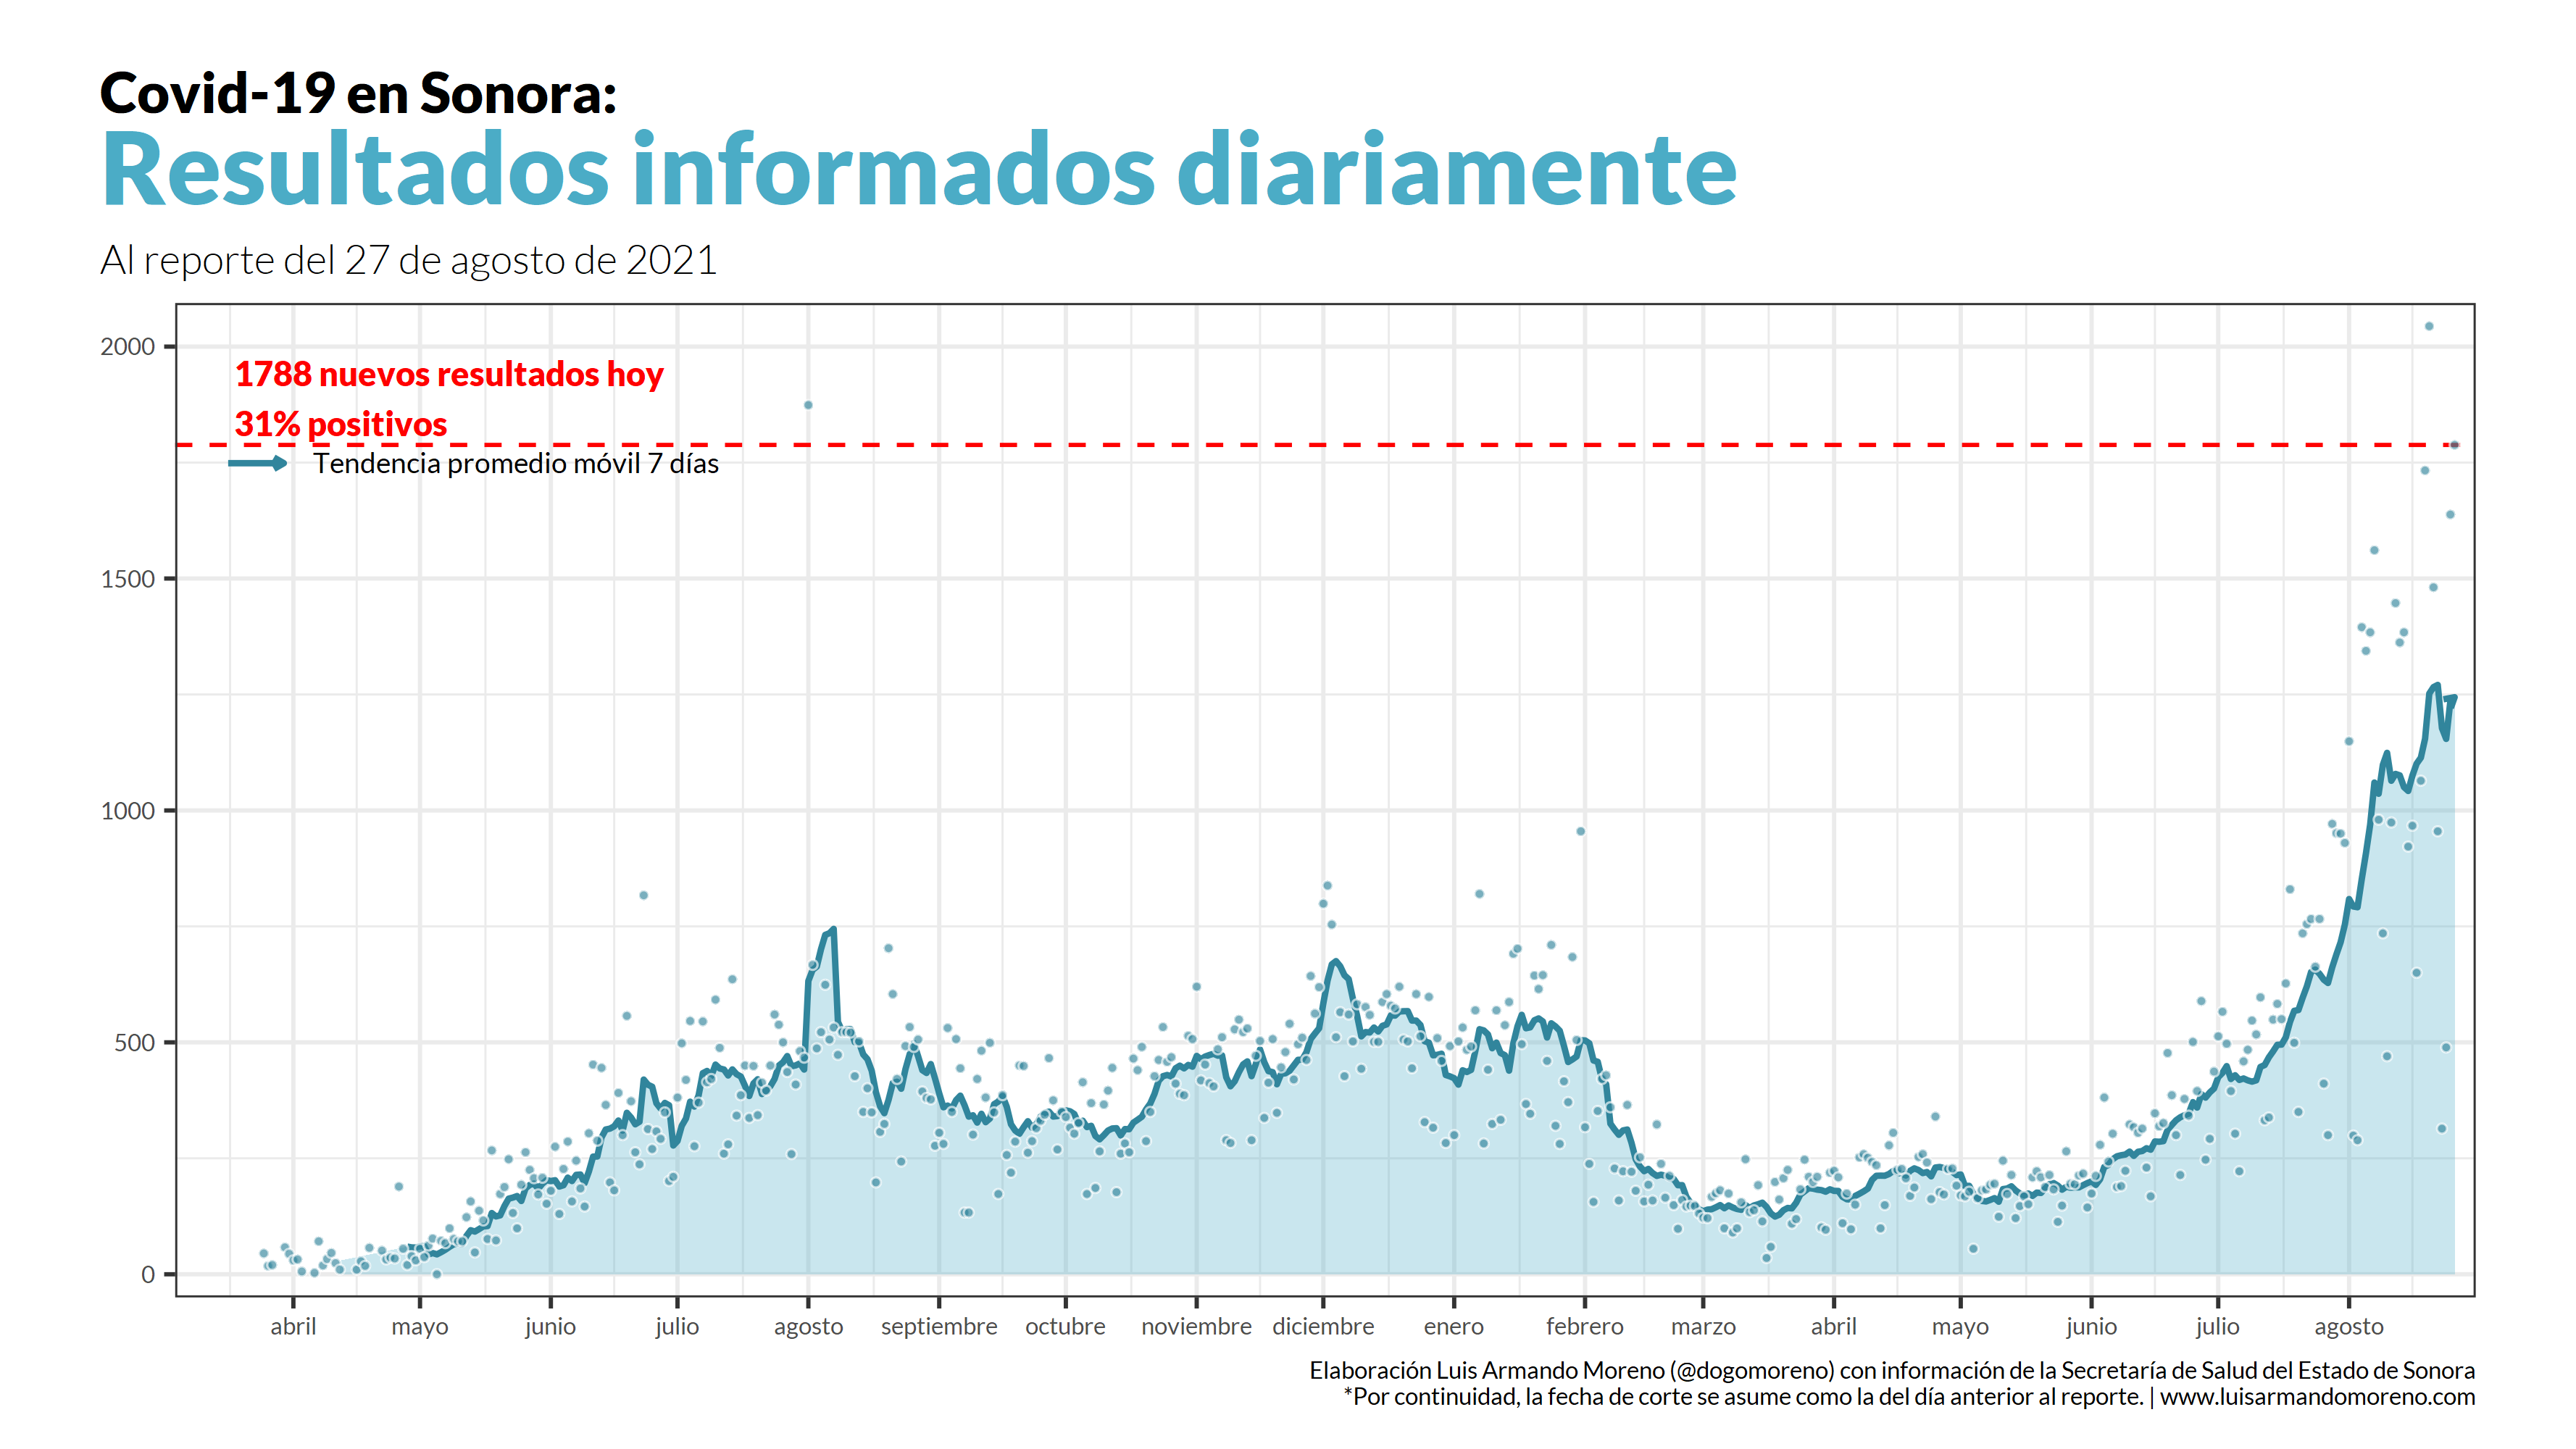 Covid-19 en Sonora:
Resultados informados diariamente
Al reporte del 27 de agosto de 2021
2000
1788 nuevos resultados hoy
31% positivos
Tendencia promedio móvil 7 días
1500
1000
500
0
abril mayo junio julio agosto septiembre octubre noviembre diciembre enero febrero marzo abril mayo junio julio agosto
Elaboración Luis Armando Moreno (@dogomoreno) con información de la Secretaría de Salud del Estado de Sonora
*Por continuidad, la fecha de corte se asume como la del día anterior al reporte. | www.luisarmandomoreno.com